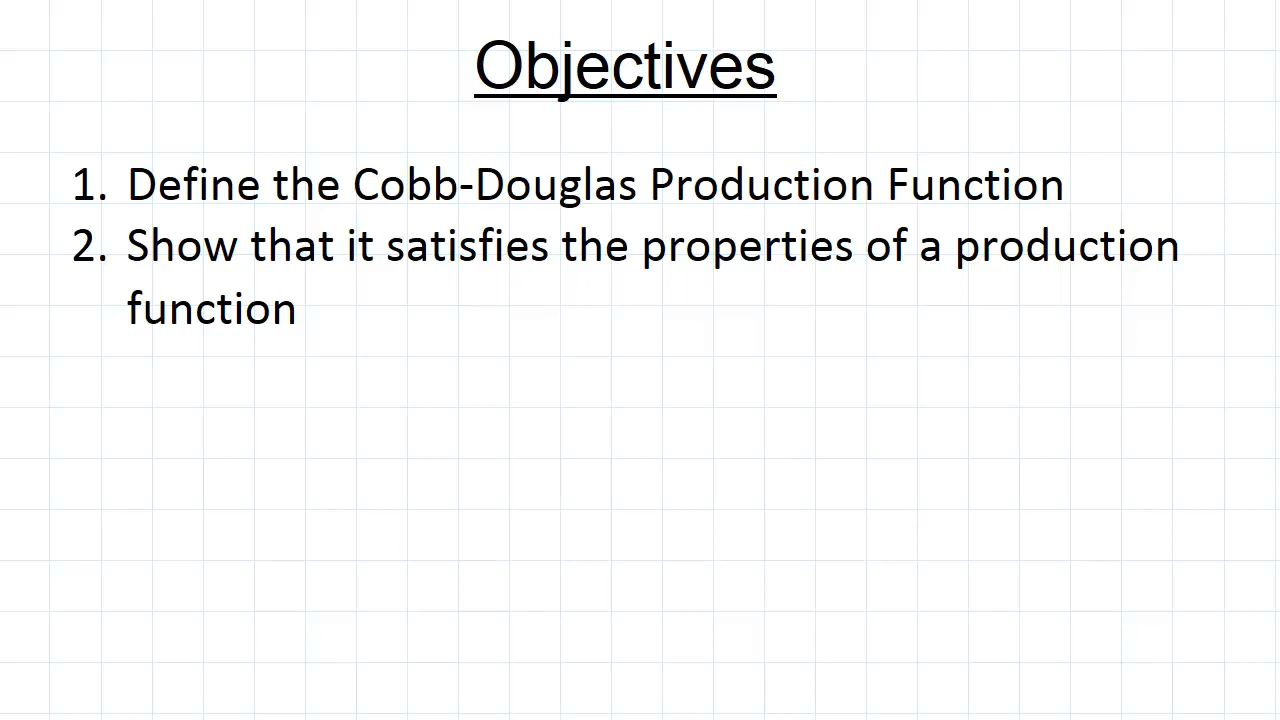 Objectives
1. Define the Cobb-Douglas Production Function
2. Show that it satisfies the properties of a production
function